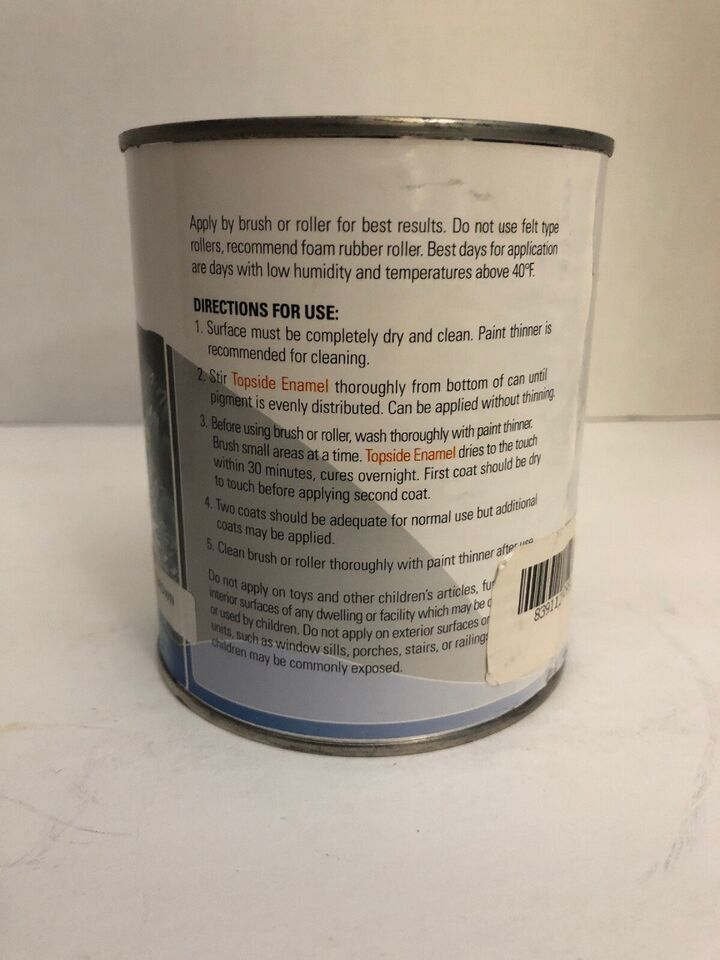 Apply by brush or roller for best results. Do not use felt type
rollers, recommend foam rubber roller. Best days for application
are days with low humidity and temperatures above 40°F.
DIRECTIONS FOR USE:
1. Surface must be completely dry and clean. Paint thinner is
recommended for cleaning.
2. Stir Topside Enamel thoroughly from bottom of can until
pigment is evenly distributed. Can be applied without thinning.
3. Before using brush or roller, wash thoroughly with paint thinner.
Brush small areas at a time. Topside Enamel dries to the touch
within 30 minutes, cures overnight. First coat should be dry
to touch before applying second coat.
4. Two coats should be adequate for normal use but additional
coats may be applied.
5. Clean brush or roller thoroughly with paint thinner after use.
Do not apply on toys and other children's articles,
interior surfaces of any dwelling or facility which may be
or used by children. Do not apply on exterior surfaces
units, such as window sills, porches, stairs, or railings
children may be commonly exposed.